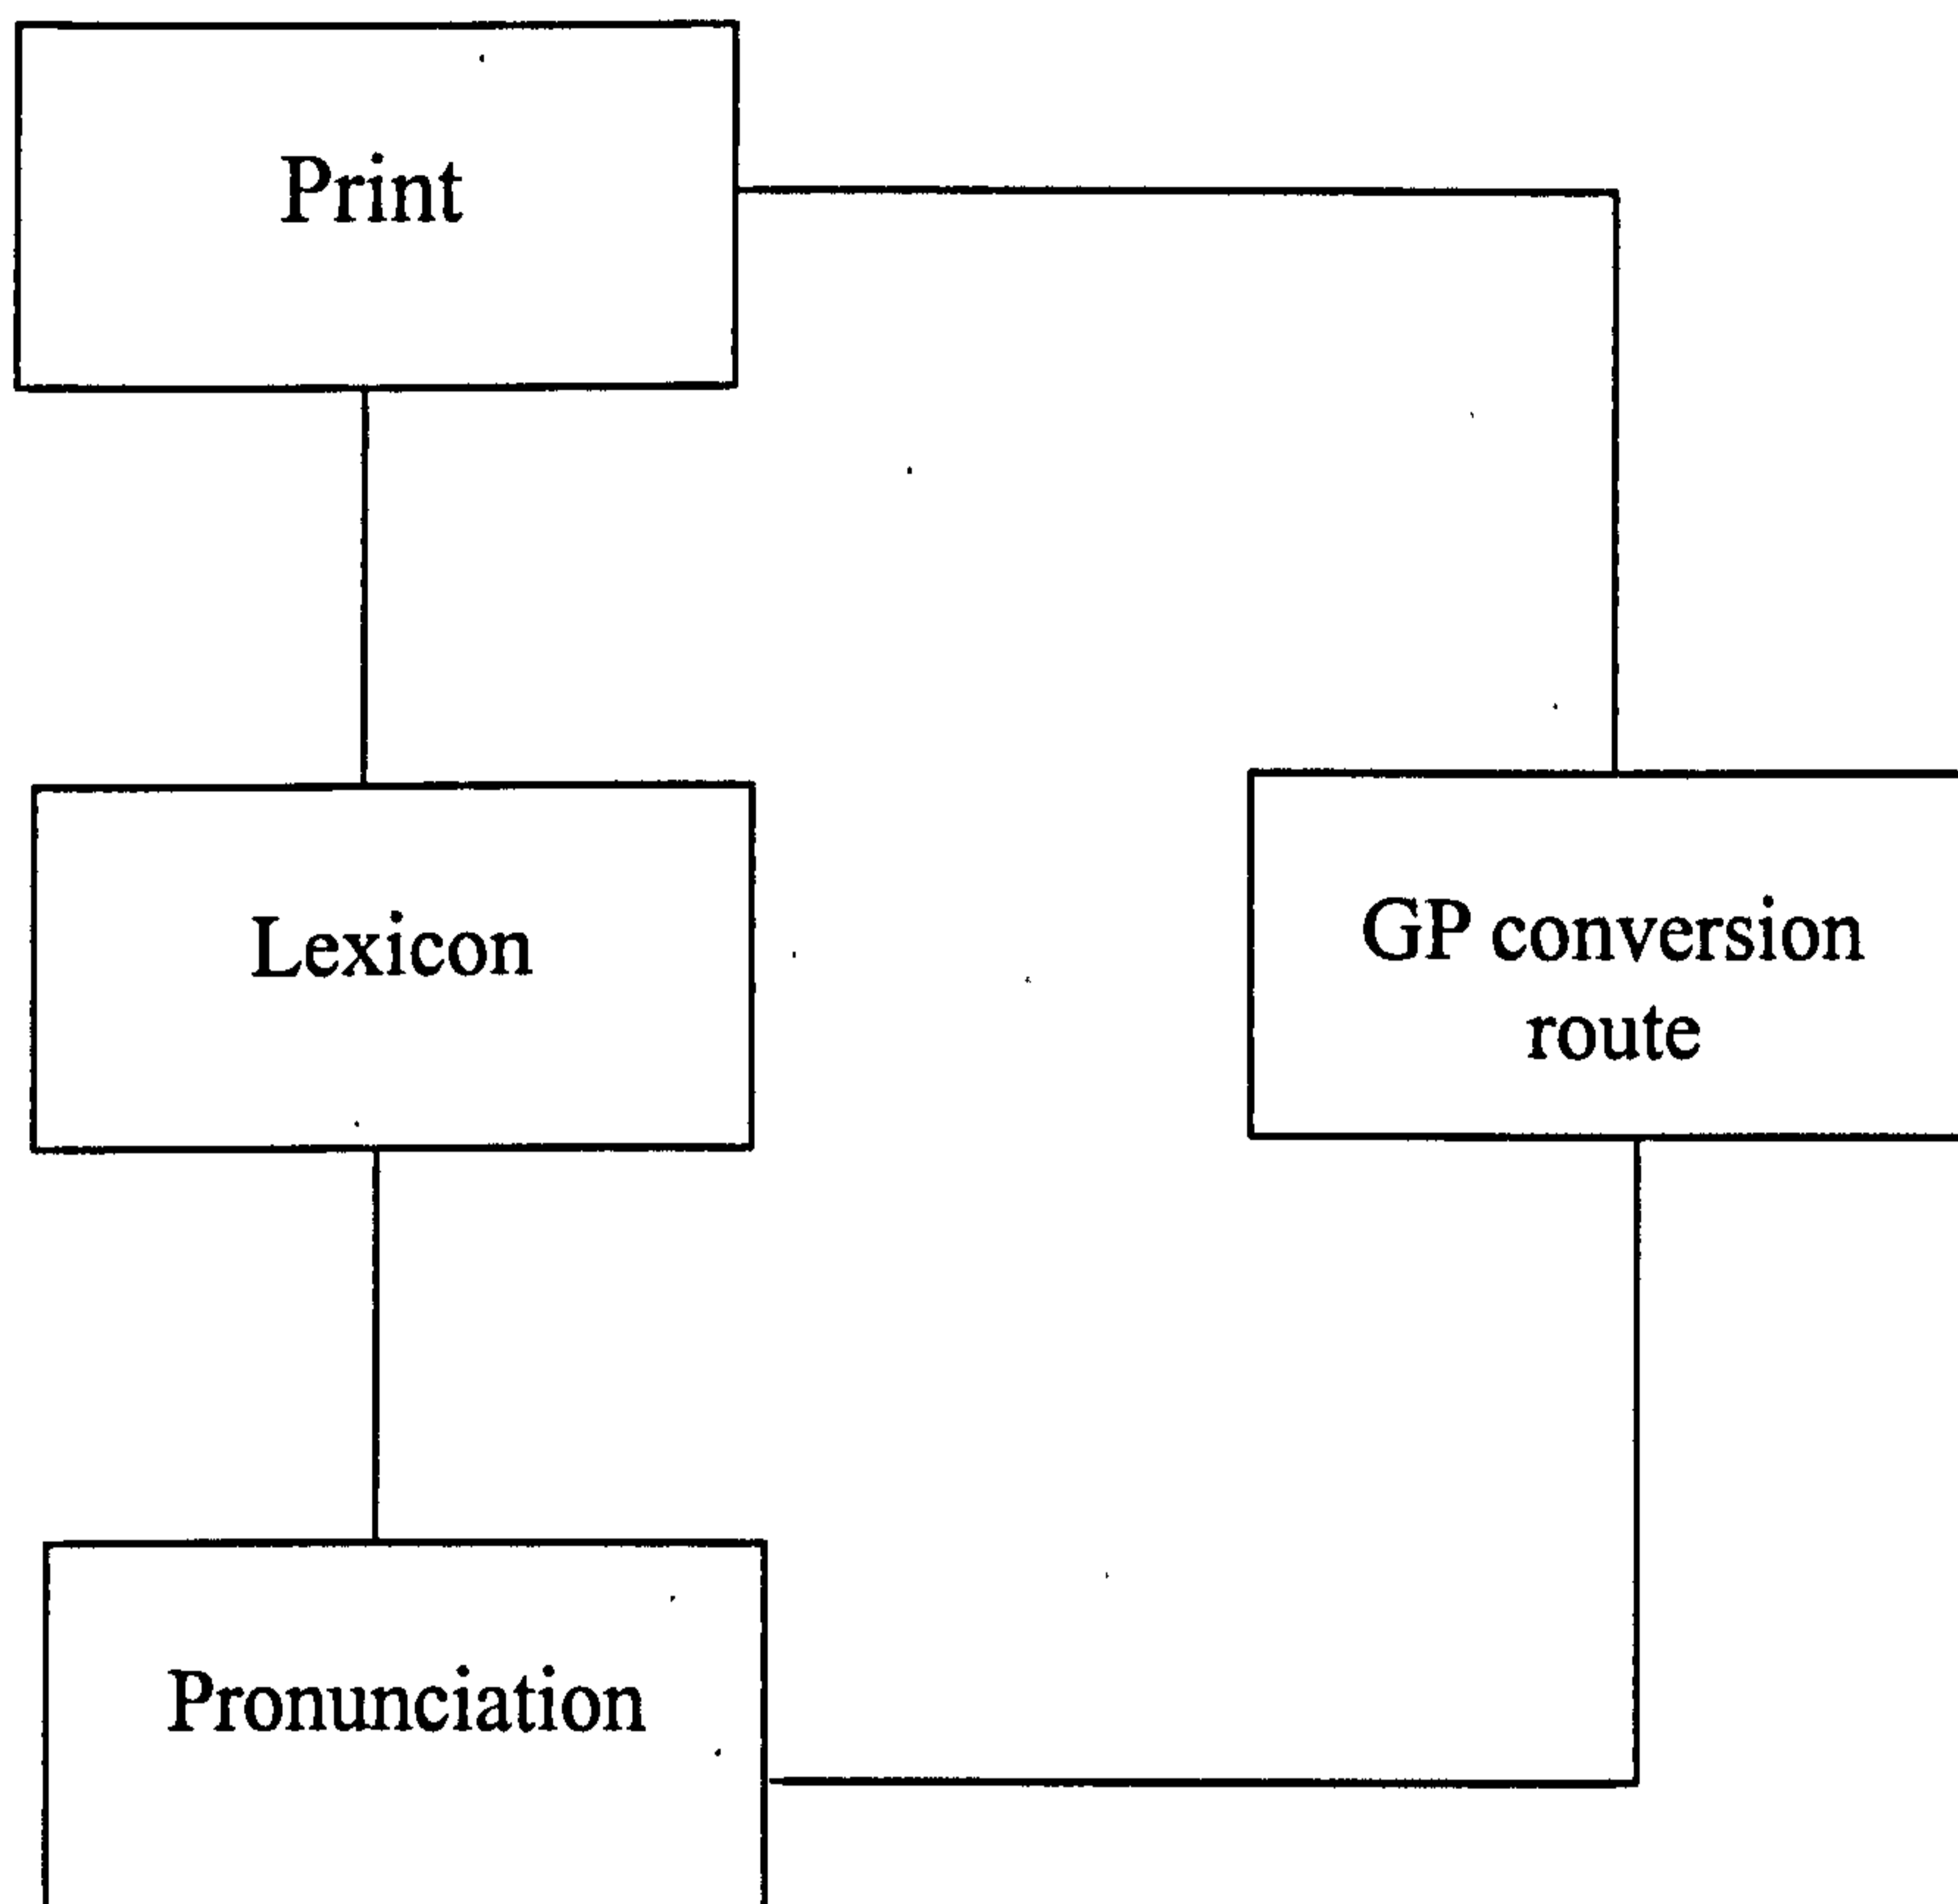 Print
Lexicon
GP conversion
route
Pronunciation